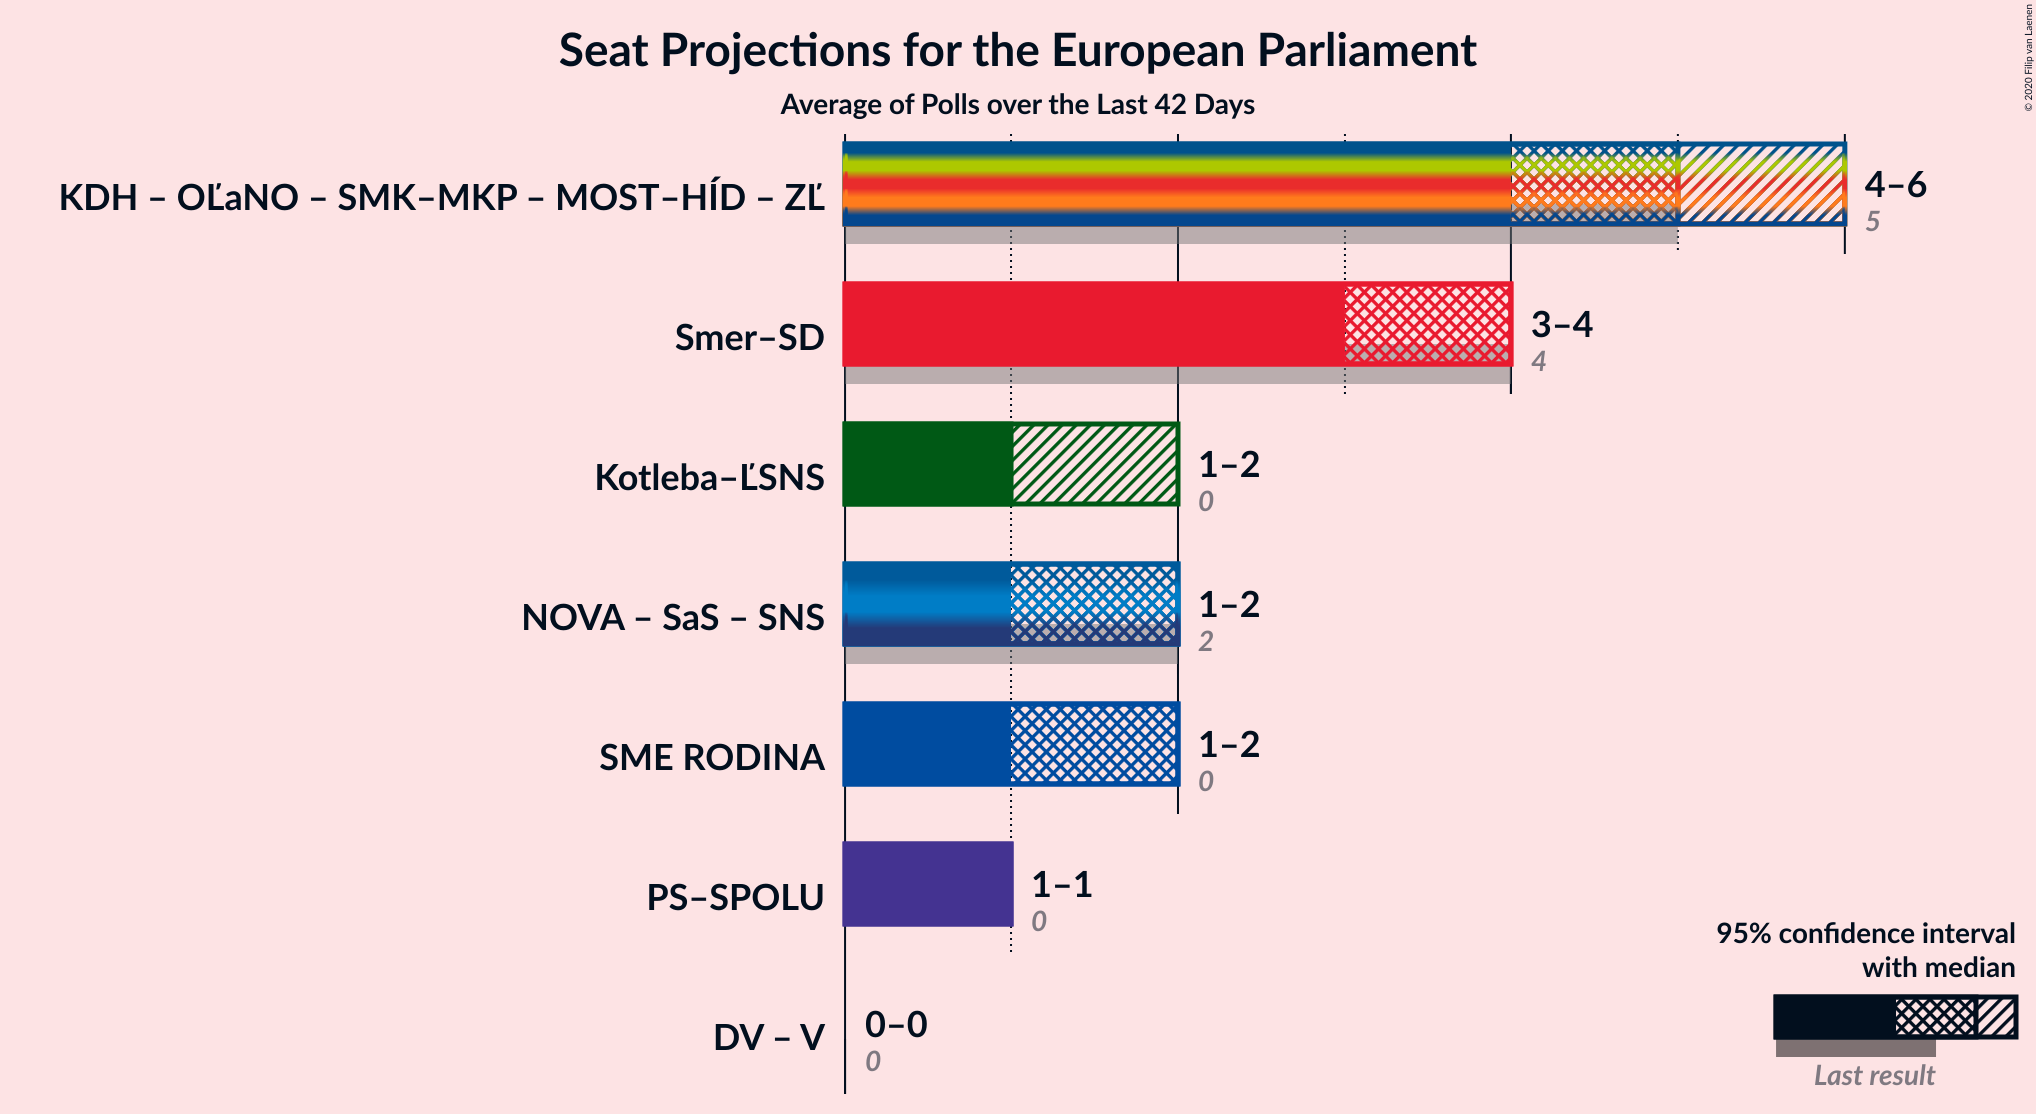 Seat Projections for the European Parliament
Average of Polls over the Last 42 Days
© 2020 Filip van Laenen
KDH – OĽaNO – SMK–MKP – MOST–HÍD – ZĽ
4–6
5
Smer–SD
3–4
4
Kotleba–ĽSNS
1–2
0
NOVA – SaS – SNS
1–2
2
SME RODINA
1–2
0
PS–SPOLU
1–1
0
DV – V
0–0
0
95% confidence interval
with median
Last result